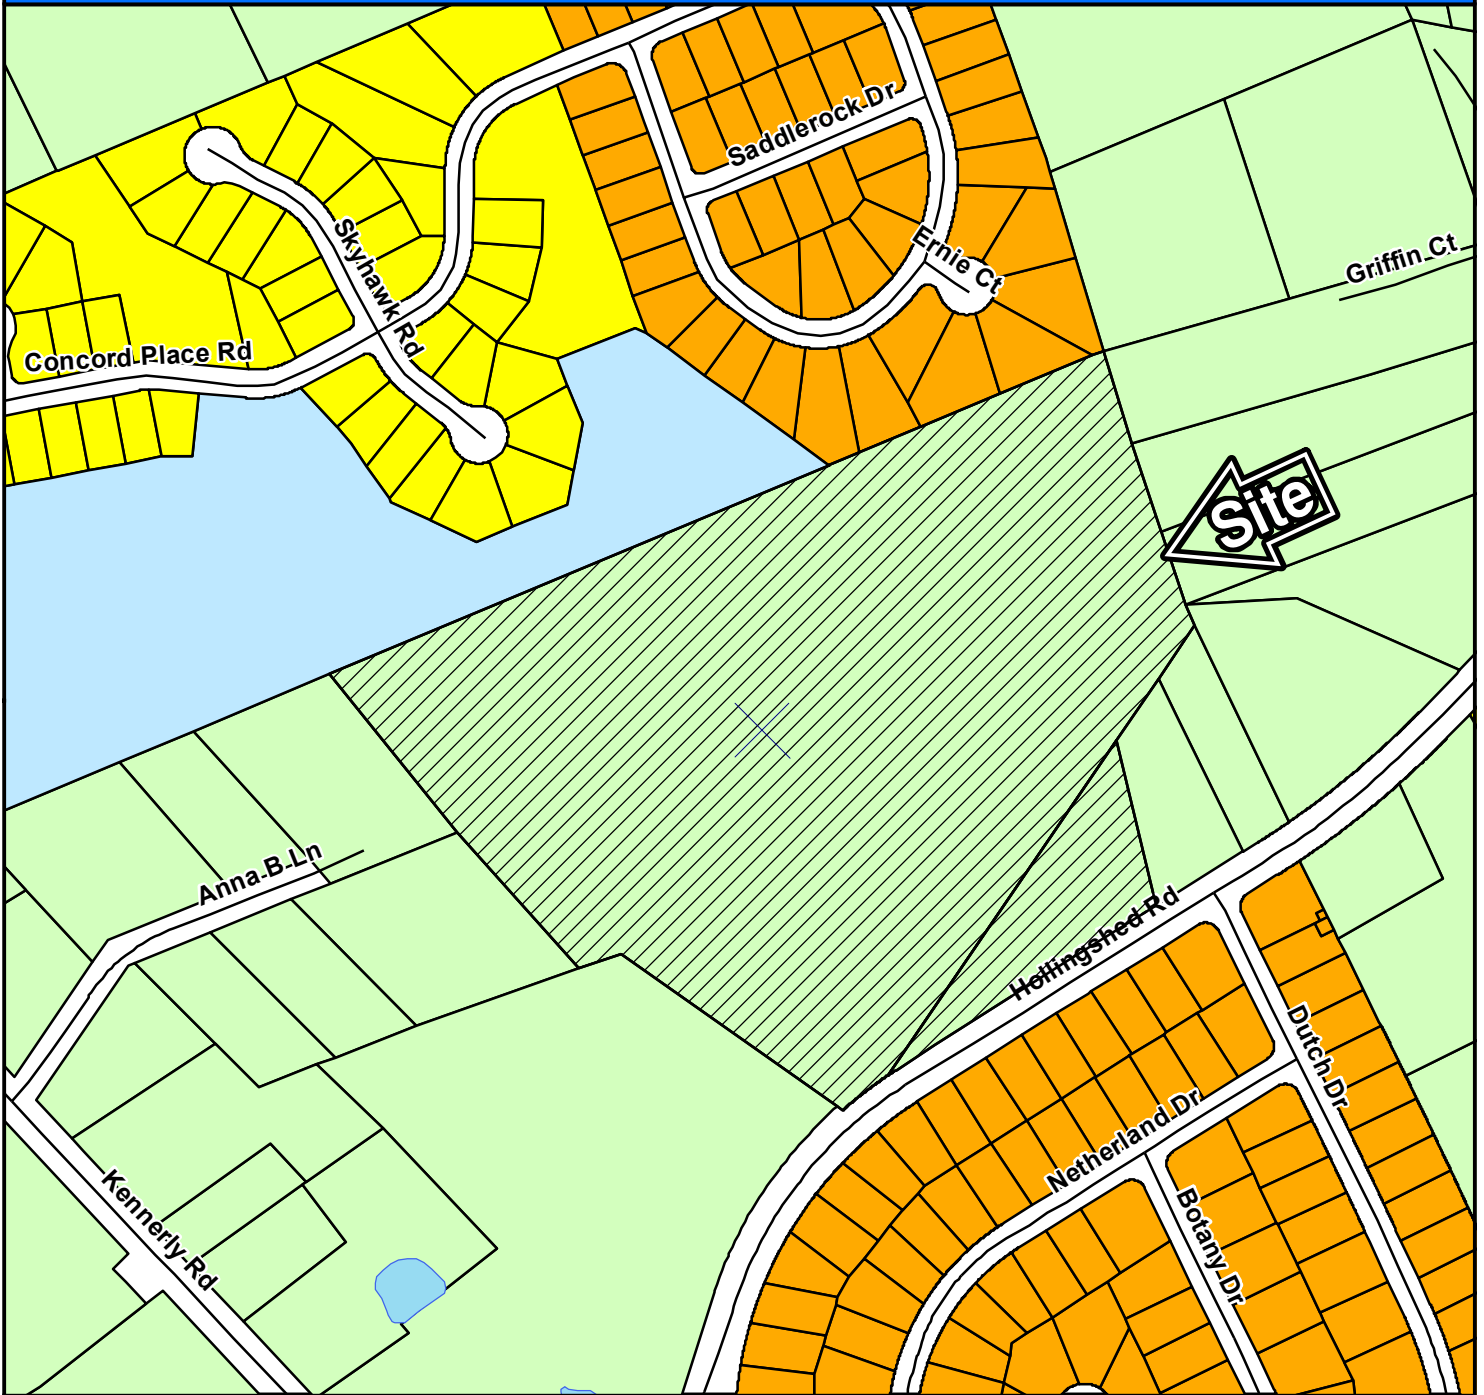 Saddlerock Dr
Ernie Ct
Griffin Ct
Skyhawk Rd
Concord Place Rd
Site
Anna B Ln
Hollingshed Rd
Dutch Dr
Netherland Dr
Botany Dr
Kennerly Rd